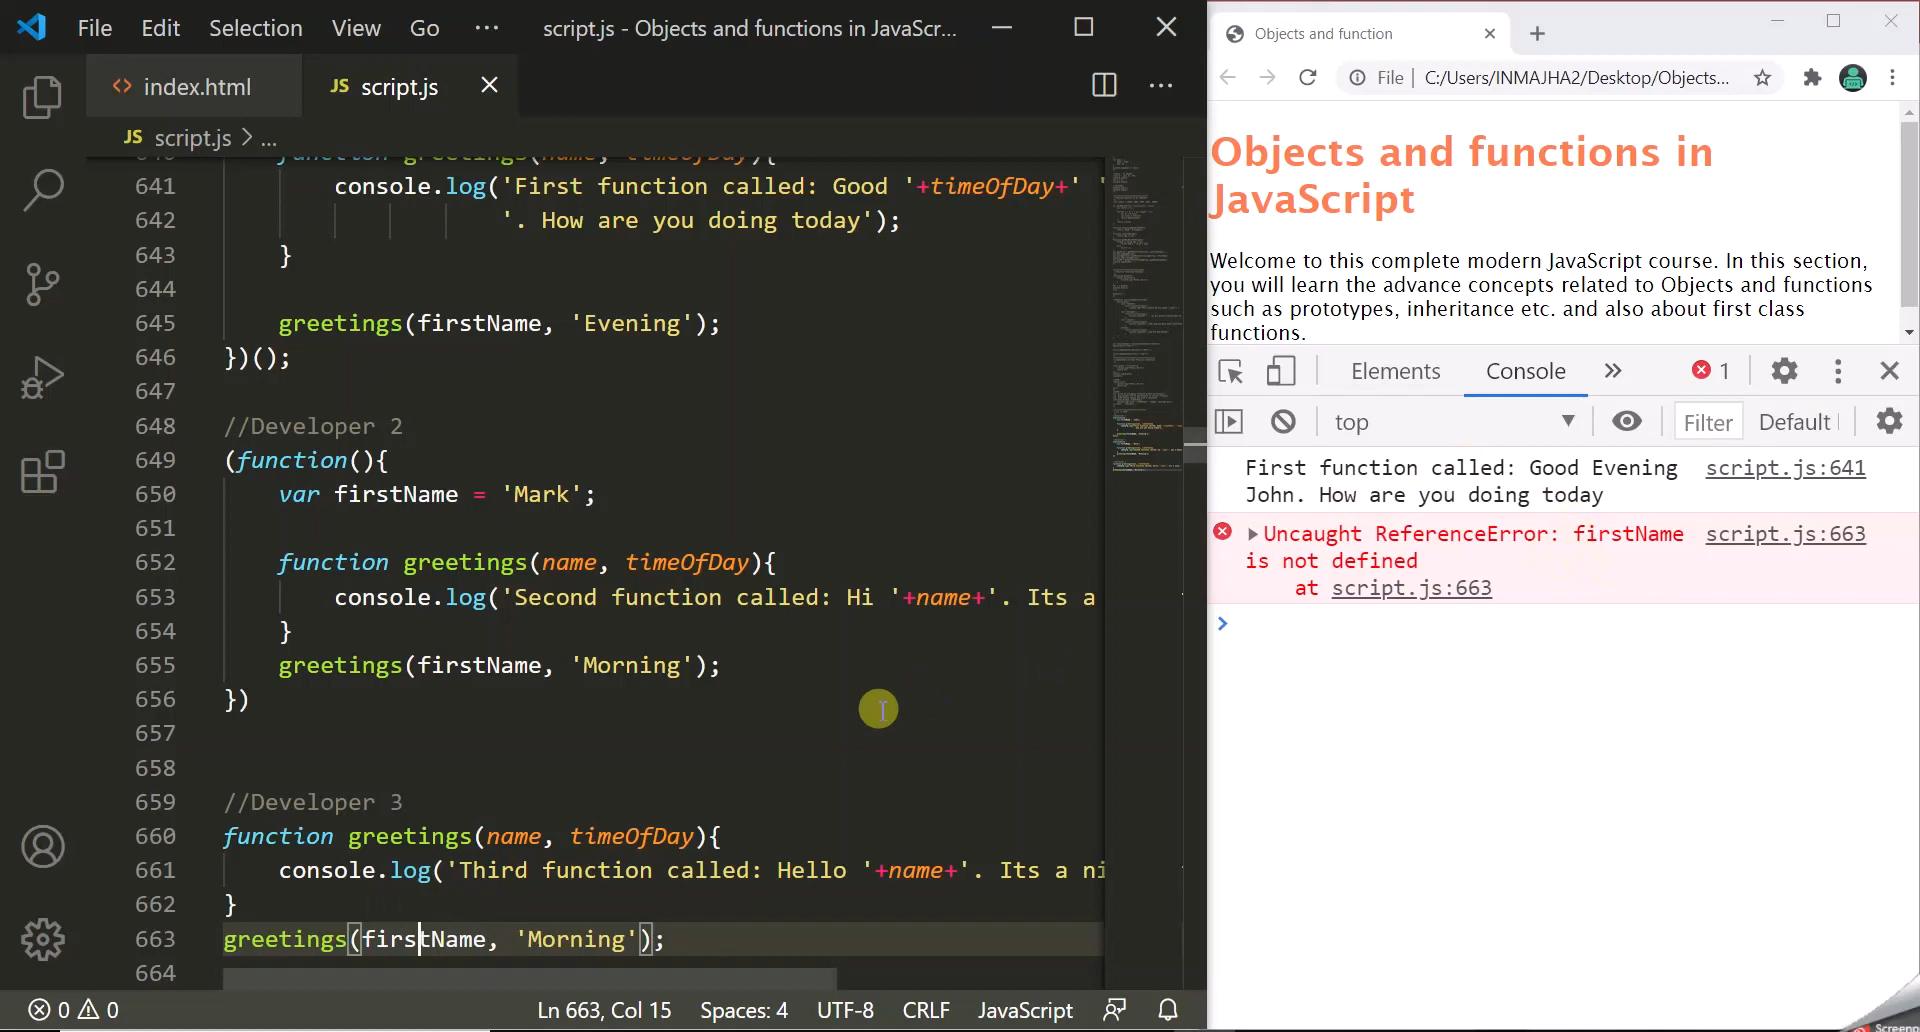 File Edit Selection View Go ··· script.js - Objects and functions in JavaScr...
<> index.html JS script.js
JS script.js > ...
function greetings(name, timeOfDay){
641 console.log('First function called: Good '+timeOfDay+' '
642 '. How are you doing today');
643 }
644
645 greetings(firstName, 'Evening');
646 })();
647
648 //Developer 2
649 (function(){
650 var firstName = 'Mark';
651
652 function greetings(name, timeOfDay){
653 console.log('Second function called: Hi '+name+'. Its a
654 }
655 greetings(firstName, 'Morning');
656 })
657
658
659 //Developer 3
660 function greetings(name, timeOfDay){
661 console.log('Third function called: Hello '+name+'. Its a ni
662 }
663 greetings(firstName, 'Morning');
664
0 0 Ln 663, Col 15 Spaces: 4 UTF-8 CRLF JavaScript
Objects and function
File | C:/Users/INMAJHA2/Desktop/Objects...
Objects and functions in
JavaScript
Welcome to this complete modern JavaScript course. In this section,
you will learn the advance concepts related to Objects and functions
such as prototypes, inheritance etc. and also about first class
functions.
Elements Console » 1
top Filter Default
First function called: Good Evening script.js:641
John. How are you doing today
Uncaught ReferenceError: firstName script.js:663
is not defined
at script.js:663